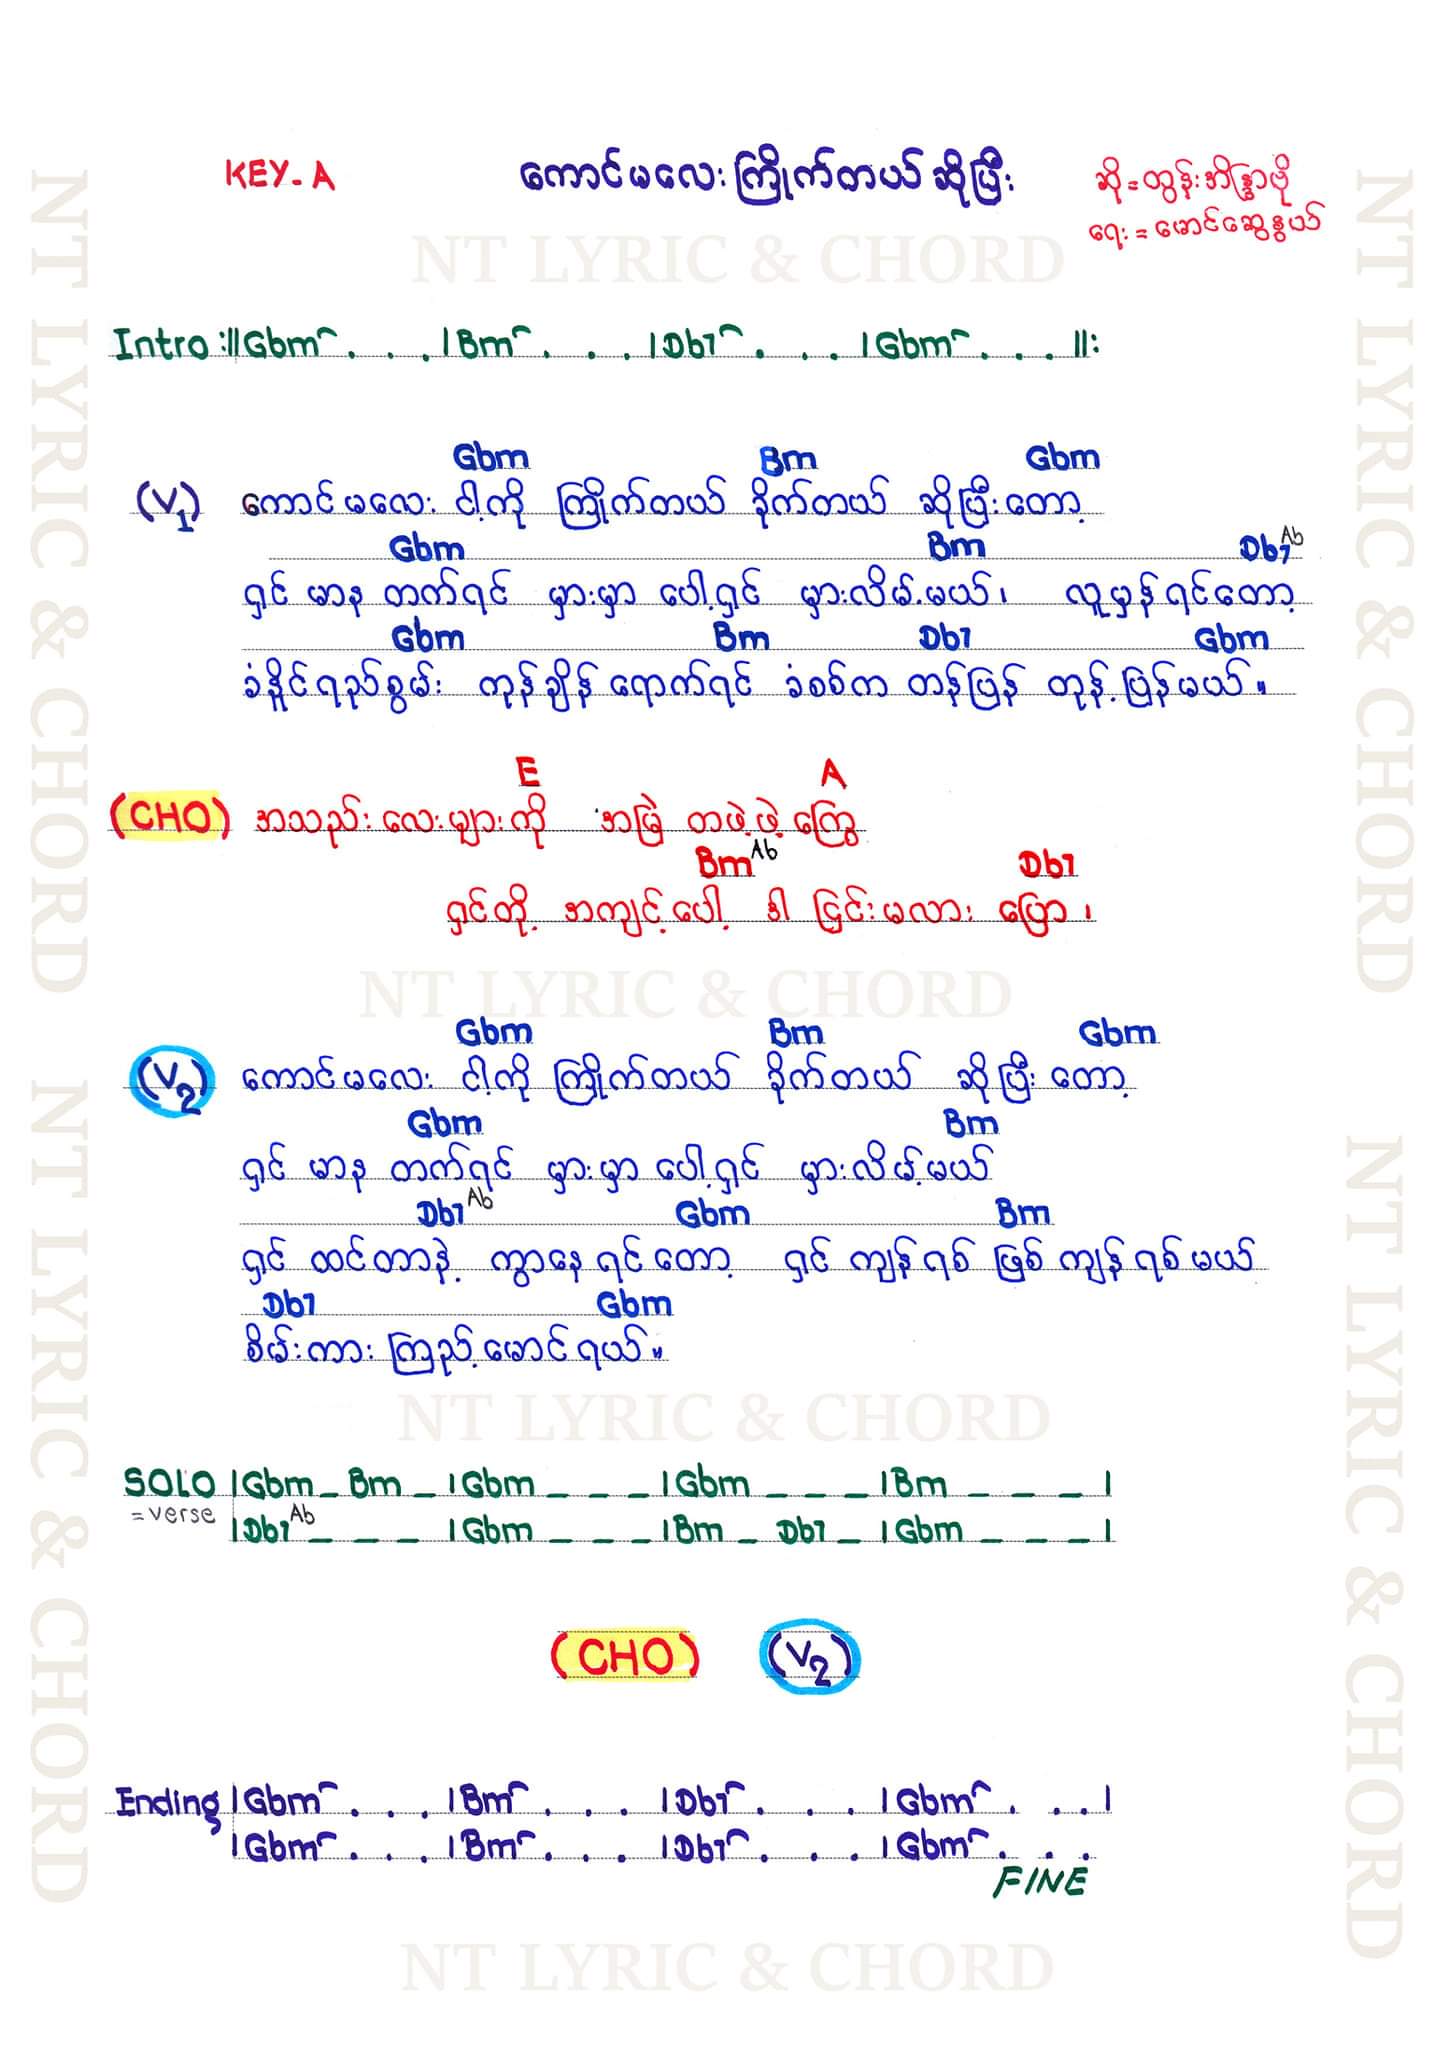 KEY-A
ကောင်မလေး ကြိုက်တယ် ဆိုပြီး
ဆို = ထွန်းအိန္ဒြာဗို
ရေး = မောင်ဆွေနွယ်
NT LYRIC & CHORD
Intro :||Gbm . . . |Bm . . . |Db7 . . . |Gbm . . . ||:
Gbm Bm Gbm
(V1) ကောင်မလေး ငါ့ကို ကြိုက်တယ် ခိုက်တယ် ဆိုပြီးတော့
Gbm Bm Db7 Ab
ရှင် မာန တက်ရင် မှားမှာ ပေါ့ရှင် မှားလိမ့်မယ်၊ လူမှန်ရင်တော့
Gbm Bm Db7 Gbm
ခံနိုင်ရည်စွမ်း ကုန်ချိန် ရောက်ရင် ခံစစ်က တန်ပြန် တုန့်ပြန်မယ်။
E A
(CHO) အသည်းလေးများကို အမြဲ တဖဲ့ဖဲ့ကြွေ
Bm Ab Db7
ရှင်တို့ အကျင့်ပေါ့ ဒါ ငြင်းမလား ပြော၊
NT LYRIC & CHORD
Gbm Bm Gbm
(V2) ကောင်မလေး ငါ့ကို ကြိုက်တယ် ခိုက်တယ် ဆိုပြီး တော့
Gbm Bm
ရှင် မာန တက်ရင် မှားမှာ ပေါ့ရှင် မှားလိမ့်မယ်
Db7 Ab Gbm Bm
ရှင် ထင်တာနဲ့ ကွာနေ ရင်တော့ ရှင် ကျန်ရစ် ဖြစ် ကျန်ရစ်မယ်
Db7 Gbm
စိမ်းကား ကြည့်မောင်ရယ်။
NT LYRIC & CHORD
SOLO |Gbm _ Bm _ |Gbm _ _ _ |Gbm _ _ _ |Bm _ _ _ |
= verse |Db7 Ab _ _ _ |Gbm _ _ _ |Bm _ Db7 _ |Gbm _ _ _ |
(CHO) (V2)
Ending |Gbm . . . |Bm . . . |Db7 . . . |Gbm . . . |
|Gbm . . . |Bm . . . |Db7 . . . |Gbm . . .
FINE
NT LYRIC & CHORD
NT LYRIC & CHORD
NT LYRIC & CHORD
NT LYRIC & CHORD
NT LYRIC & CHORD